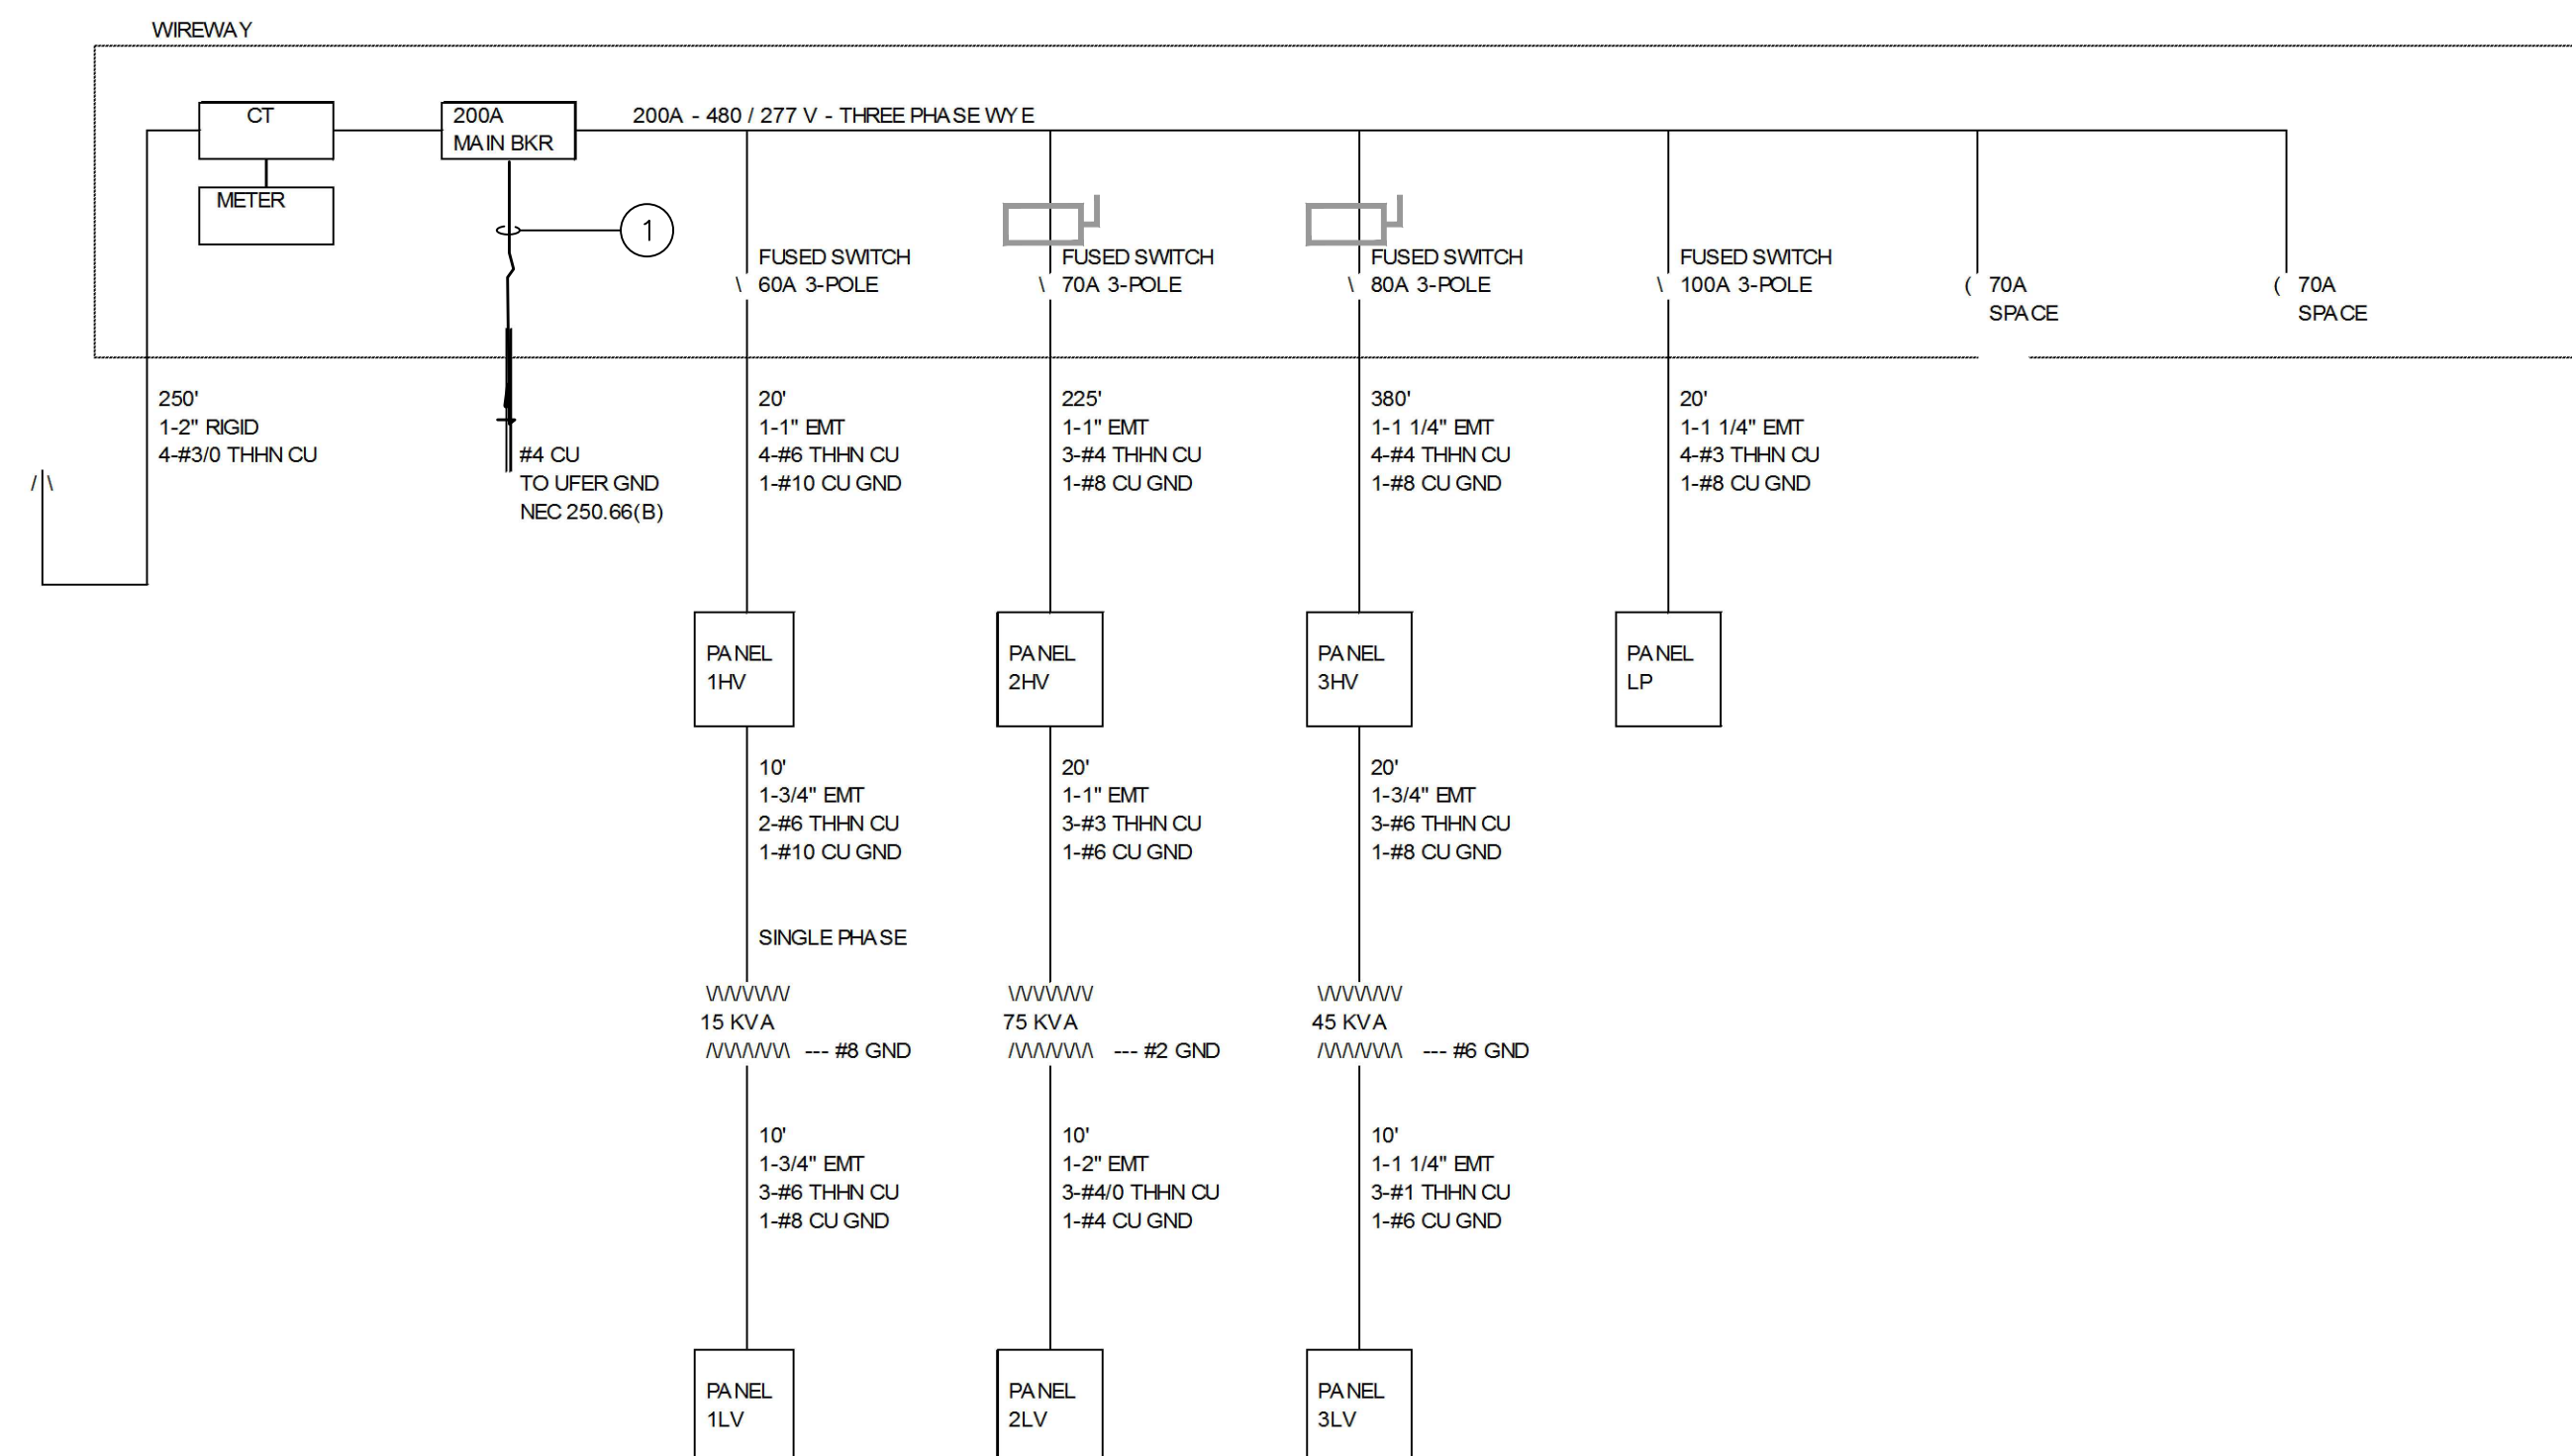 WIREWAY
CT
METER
200A
MAIN BKR
200A - 480 / 277 V - THREE PHASE WYE
1
FUSED SWITCH
60A 3-POLE
FUSED SWITCH
70A 3-POLE
FUSED SWITCH
80A 3-POLE
FUSED SWITCH
100A 3-POLE
70A
SPACE
70A
SPACE
250'
1-2" RIGID
4-#3/0 THHN CU
#4 CU
TO UFER GND
NEC 250.66(B)
20'
1-1" EMT
4-#6 THHN CU
1-#10 CU GND
225'
1-1" EMT
3-#4 THHN CU
1-#8 CU GND
380'
1-1 1/4" EMT
4-#4 THHN CU
1-#8 CU GND
20'
1-1 1/4" EMT
4-#3 THHN CU
1-#8 CU GND
PANEL
1HV
PANEL
2HV
PANEL
3HV
PANEL
LP
10'
1-3/4" EMT
2-#6 THHN CU
1-#10 CU GND
SINGLE PHASE
20'
1-1" EMT
3-#3 THHN CU
1-#6 CU GND
20'
1-3/4" EMT
3-#6 THHN CU
1-#8 CU GND
15 KVA
--- #8 GND
75 KVA
--- #2 GND
45 KVA
--- #6 GND
10'
1-3/4" EMT
3-#6 THHN CU
1-#8 CU GND
10'
1-2" EMT
3-#4/0 THHN CU
1-#4 CU GND
10'
1-1 1/4" EMT
3-#1 THHN CU
1-#6 CU GND
PANEL
1LV
PANEL
2LV
PANEL
3LV